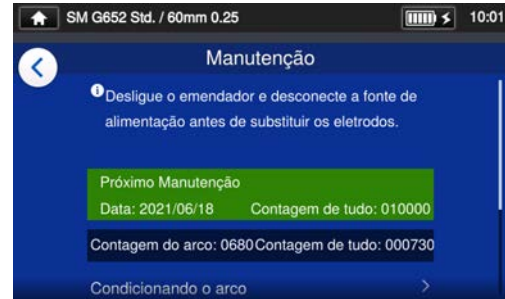 SM G652 Std. / 60mm 0.25 10:01
Manutenção
Desligue o emendador e desconecte a fonte de
alimentação antes de substituir os eletrodos.
Próximo Manutenção
Data: 2021/06/18 Contagem de tudo: 010000
Contagem do arco: 0680 Contagem de tudo: 000730
Condicionando o arco